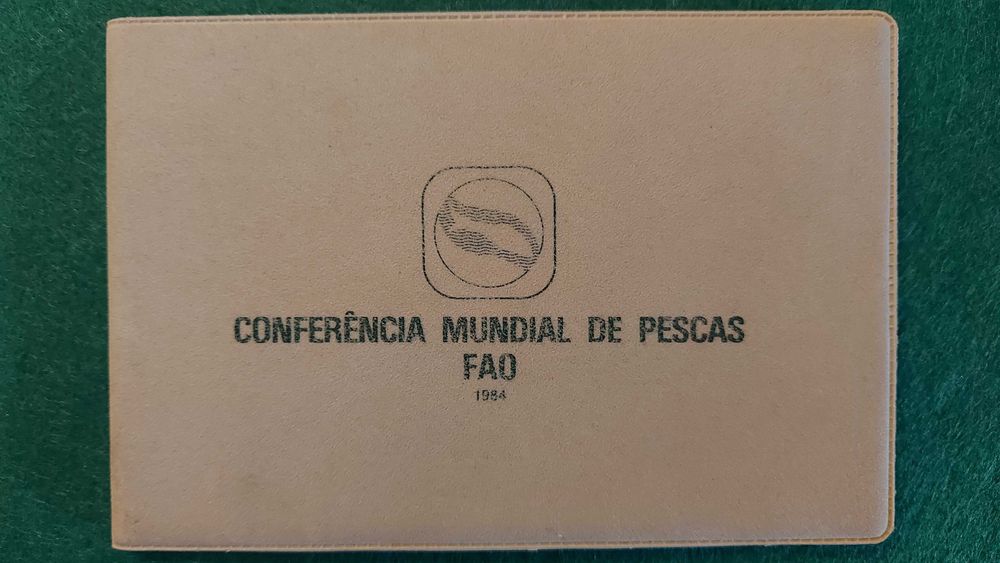 CONFERÊNCIA MUNDIAL DE PESCAS
FAO
1984